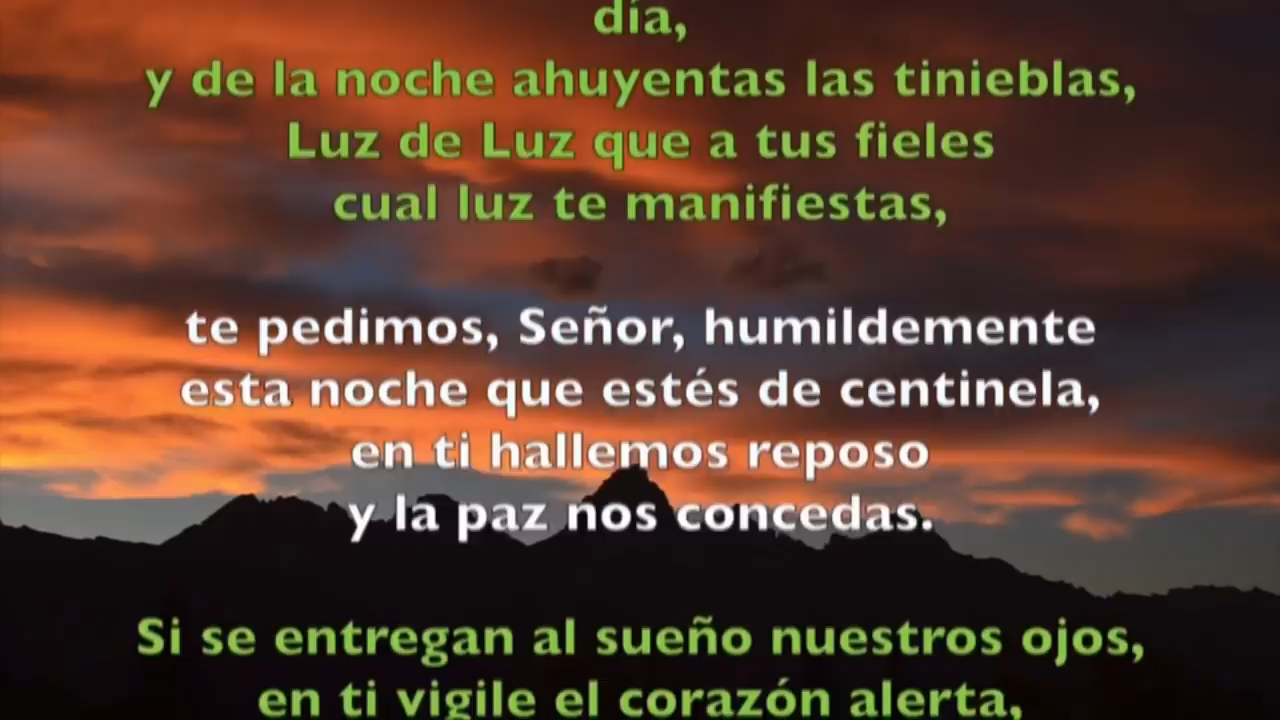 día,
y de la noche ahuyentas las tinieblas,
Luz de Luz que a tus fieles
cual luz te manifiestas,
te pedimos, Señor, humildemente
esta noche que estés de centinela,
en ti hallemos reposo
y la paz nos concedas.
Si se entregan al sueño nuestros ojos,
en ti vigile el corazón alerta,